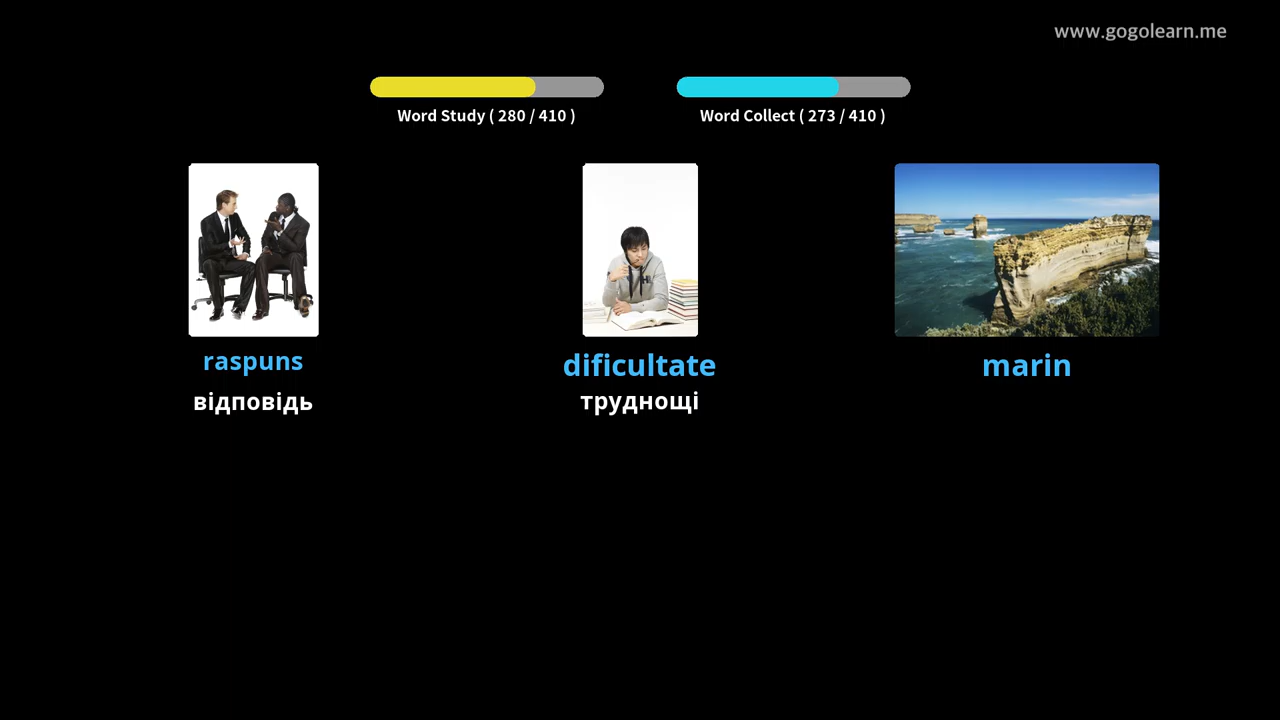 www.gogolearn.me
Word Study ( 280 / 410 )
Word Collect ( 273 / 410 )
raspuns
dificultate
marin
відповідь
труднощі